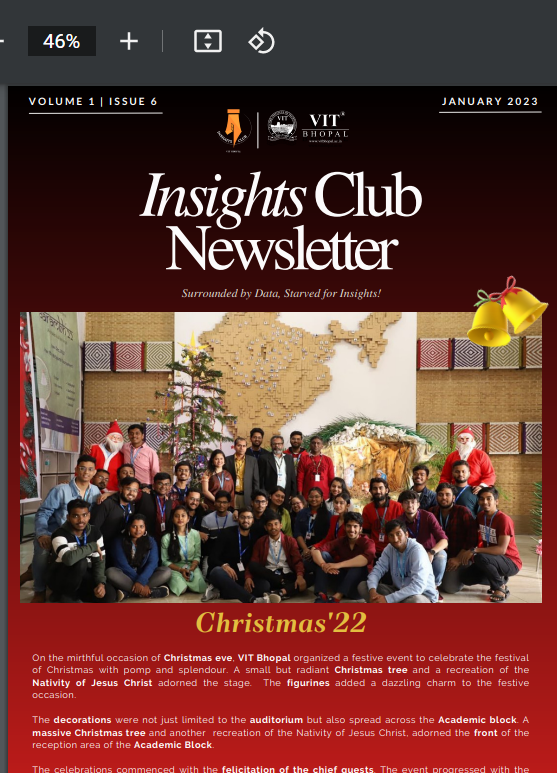 46%
VOLUME 1 | ISSUE 6
JANUARY 2023
VIT
VIT
BHOPAL
www.vitbhopal.ac.in
Insights Club
Newsletter
Surrounded by Data, Starved for Insights!
Christmas'22
On the mirthful occasion of Christmas eve, VIT Bhopal organized a festive event to celebrate the festival
of Christmas with pomp and splendour. A small but radiant Christmas tree and a recreation of the
Nativity of Jesus Christ adorned the stage. The figurines added a dazzling charm to the festive
occasion.
The decorations were not just limited to the auditorium but also spread across the Academic block. A
massive Christmas tree and another recreation of the Nativity of Jesus Christ, adorned the front of the
reception area of the Academic Block.
The celebrations commenced with the felicitation of the chief guests. The event progressed with the